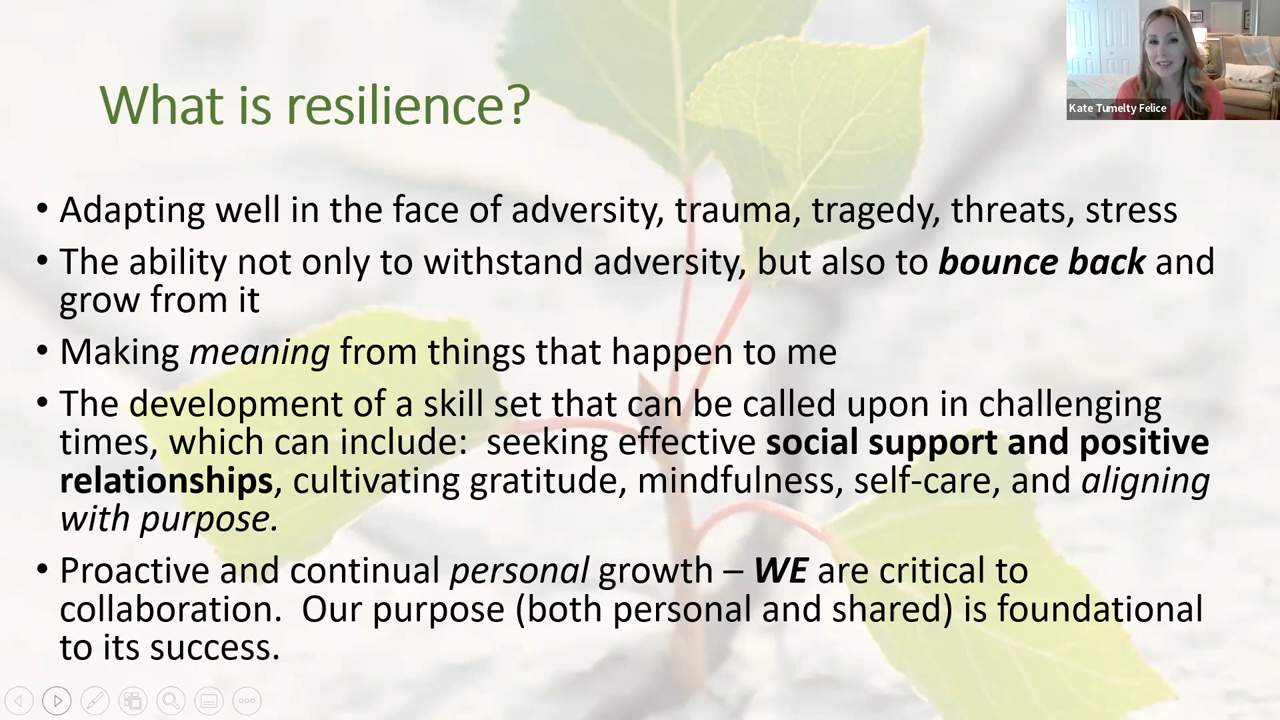 What is resilience?
Kate Tumelty Felice
• Adapting well in the face of adversity, trauma, tragedy, threats, stress
• The ability not only to withstand adversity, but also to bounce back and
grow from it
• Making meaning from things that happen to me
• The development of a skill set that can be called upon in challenging
times, which can include:  seeking effective social support and positive
relationships, cultivating gratitude, mindfulness, self-care, and aligning
with purpose.
• Proactive and continual personal growth – WE are critical to
collaboration.  Our purpose (both personal and shared) is foundational
to its success.